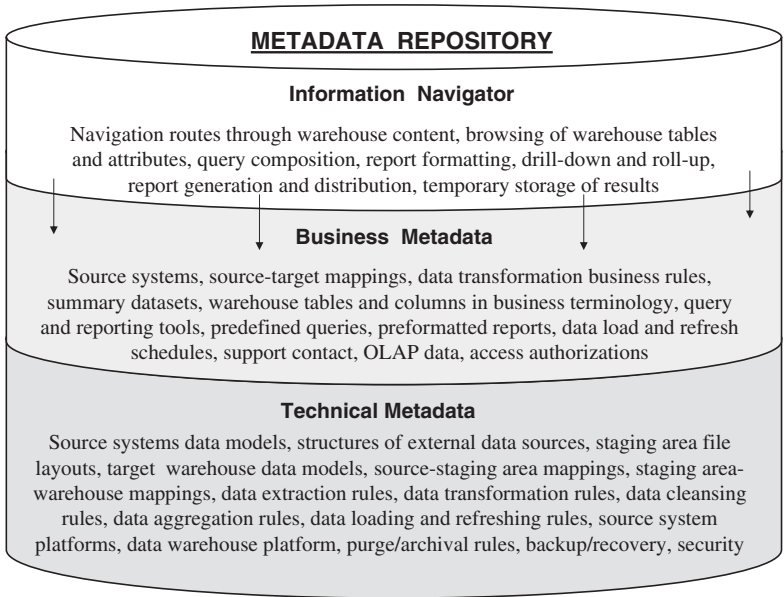 METADATA REPOSITORY
Information Navigator
Navigation routes through warehouse content, browsing of warehouse tables
and attributes, query composition, report formatting, drill-down and roll-up,
report generation and distribution, temporary storage of results
Business Metadata
Source systems, source-target mappings, data transformation business rules,
summary datasets, warehouse tables and columns in business terminology, query
and reporting tools, predefined queries, preformatted reports, data load and refresh
schedules, support contact, OLAP data, access authorizations
Technical Metadata
Source systems data models, structures of external data sources, staging area file
layouts, target warehouse data models, source-staging area mappings, staging area-
warehouse mappings, data extraction rules, data transformation rules, data cleansing
rules, data aggregation rules, data loading and refreshing rules, source system
platforms, data warehouse platform, purge/archival rules, backup/recovery, security